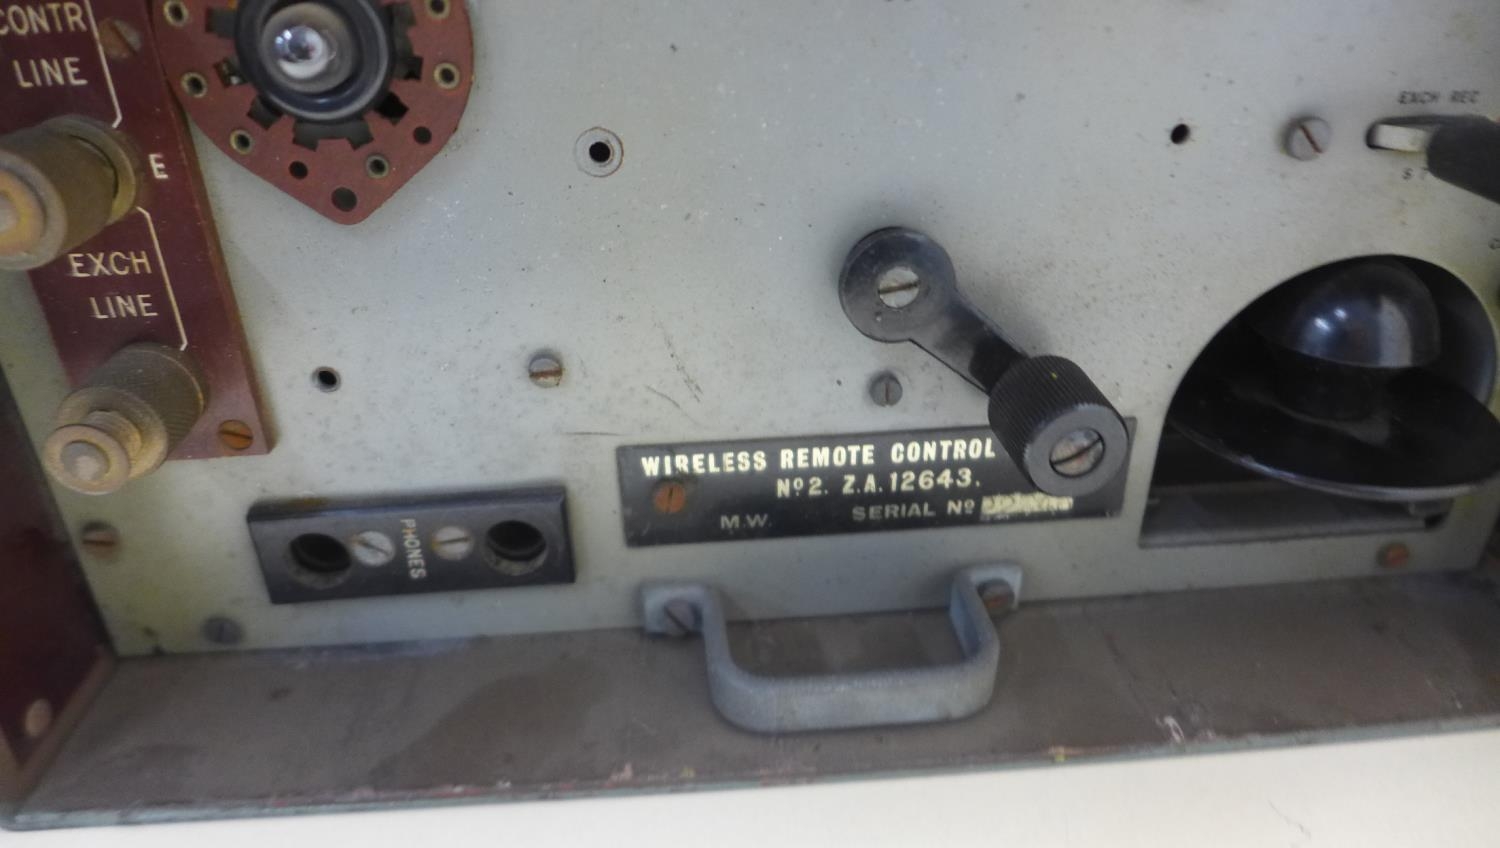 CONTR
LINE
E
EXCH
LINE
EXCH REC
PHONES
WIRELESS REMOTE CONTROL
Nº2. Z.A. 12643.
M.W. SERIAL Nº